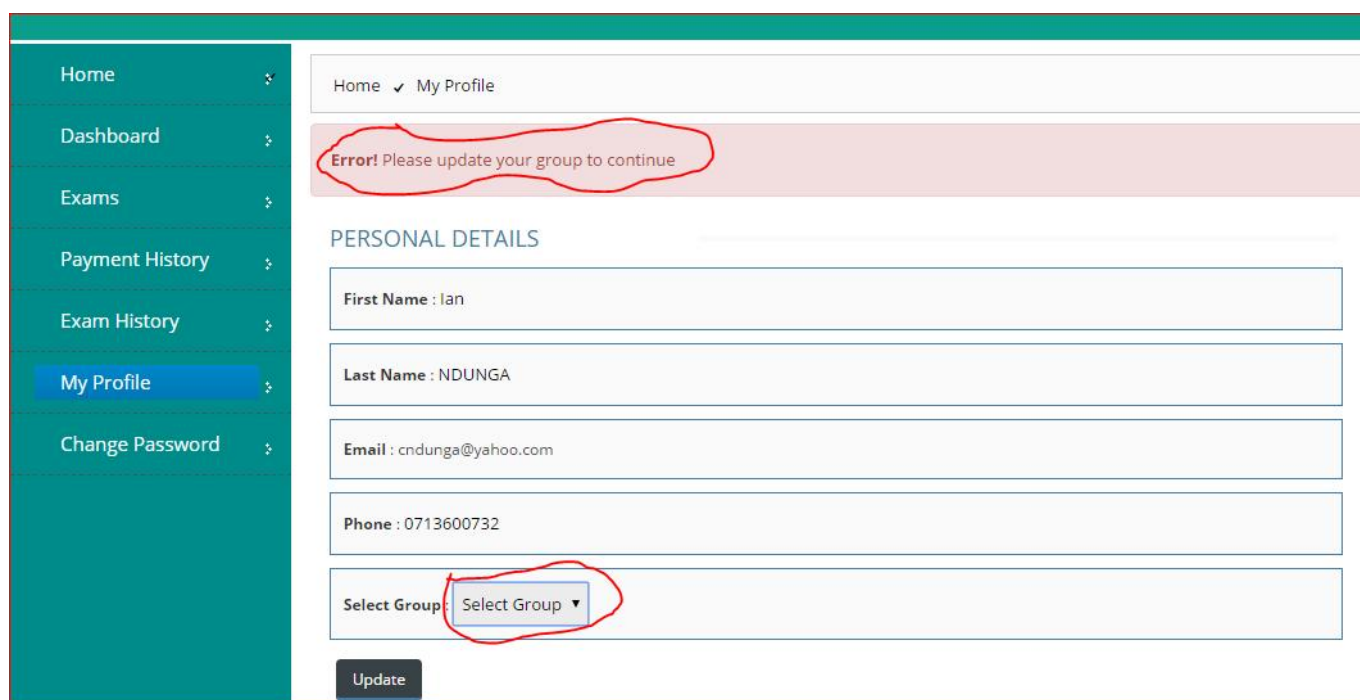 Home
Dashboard
Exams
Payment History
Exam History
My Profile
Change Password
Home ✔ My Profile
Error! Please update your group to continue
PERSONAL DETAILS
First Name : Ian
Last Name : NDUNGA
Email : cndunga@yahoo.com
Phone : 0713600732
Select Group : Select Group ▼
Update